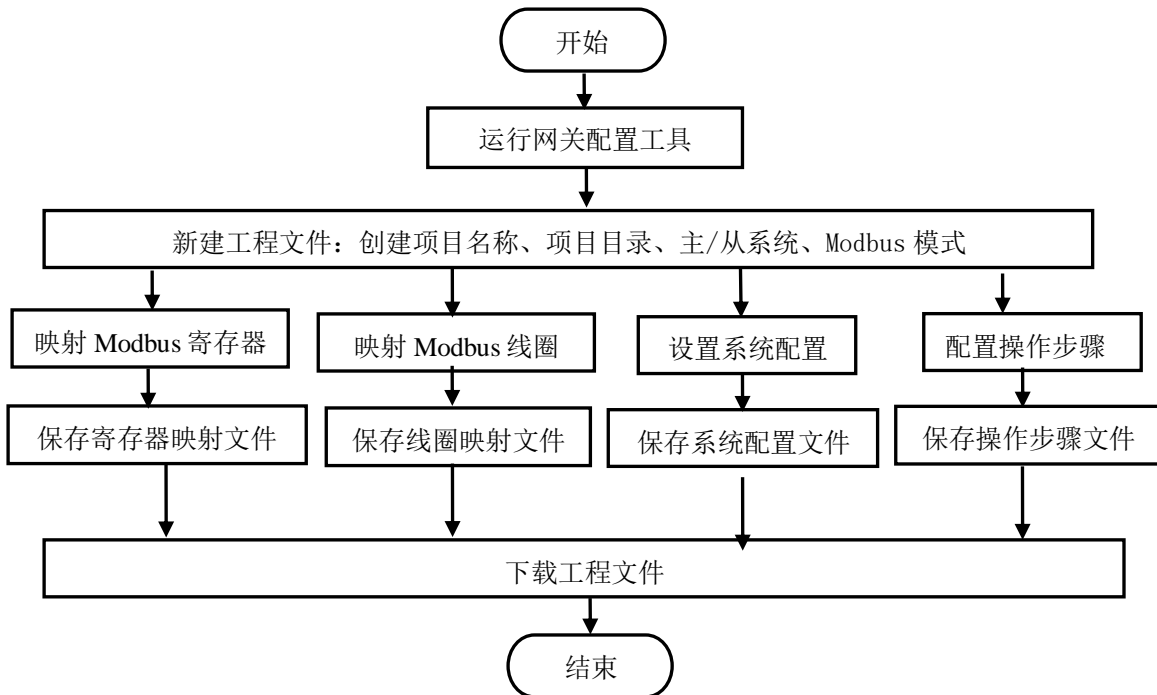 开始
运行网关配置工具
新建工程文件：创建项目名称、项目目录、主/从系统、Modbus 模式
映射 Modbus 寄存器
映射 Modbus 线圈
设置系统配置
配置操作步骤
保存寄存器映射文件
保存线圈映射文件
保存系统配置文件
保存操作步骤文件
下载工程文件
结束